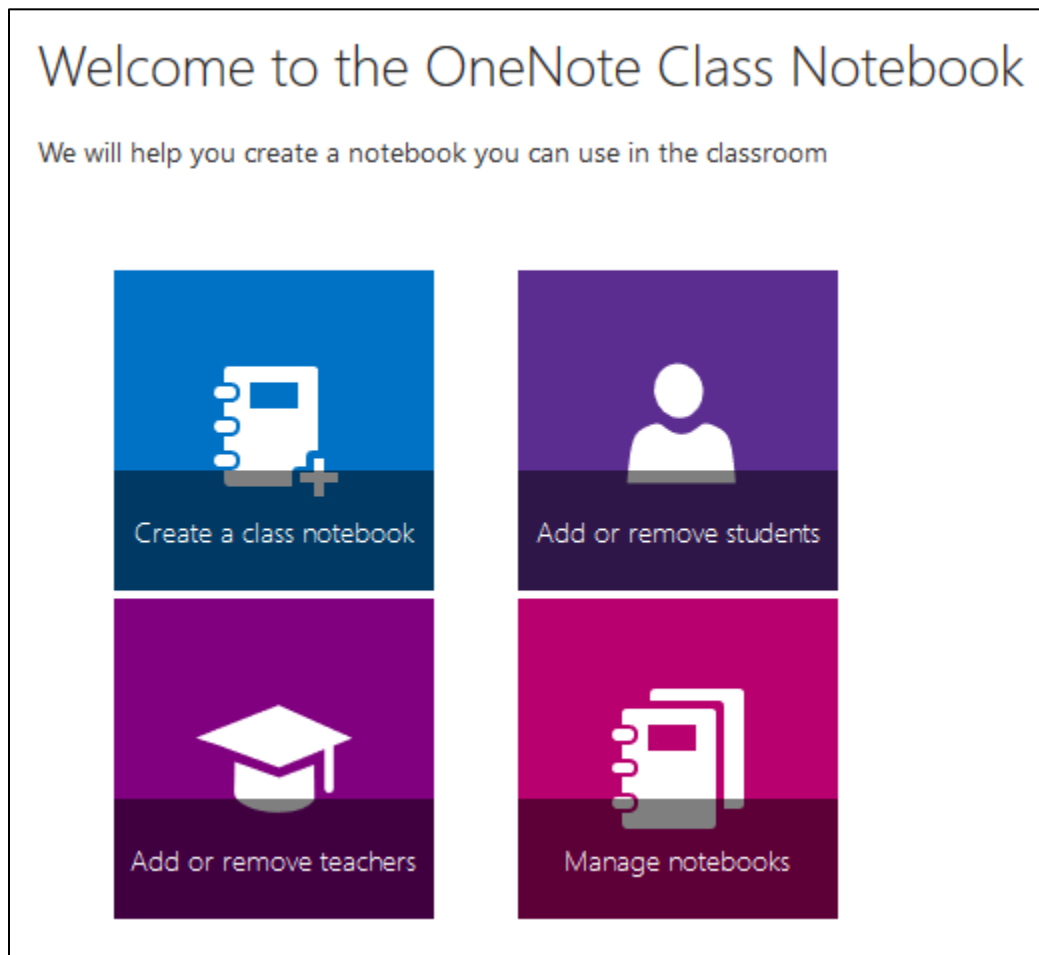 Welcome to the OneNote Class Notebook
We will help you create a notebook you can use in the classroom
Create a class notebook
Add or remove students
Add or remove teachers
Manage notebooks